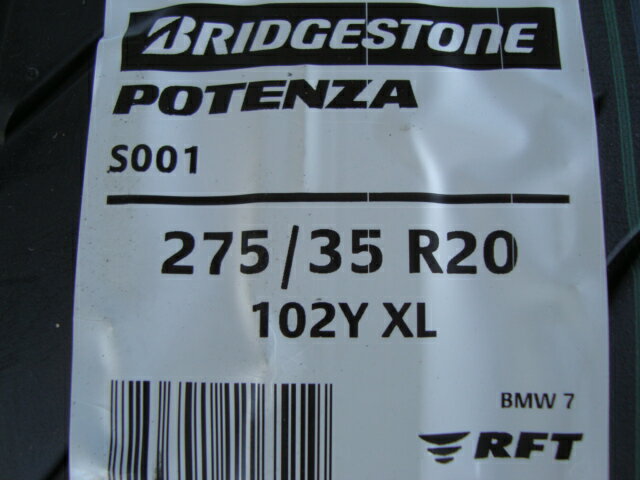 BRIDGESTONE
POTENZA
S001
275/35 R20
102Y XL
BMW 7
RFT